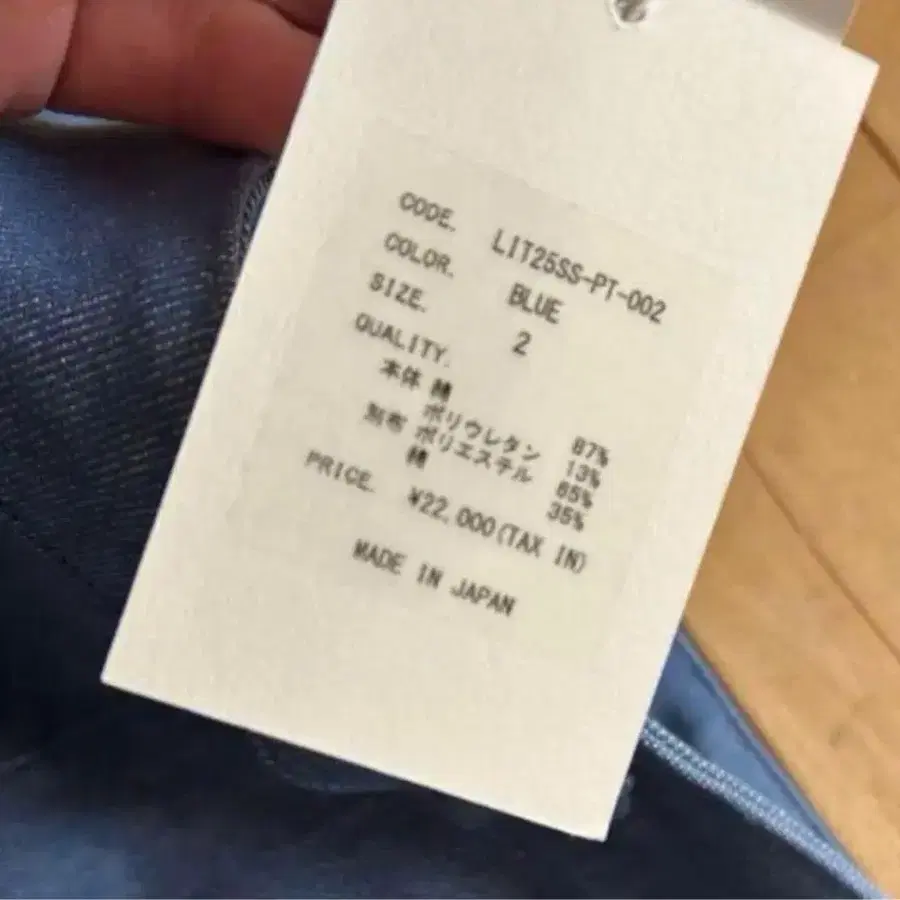 CODE. LIT25SS-PT-002
COLOR. BLUE
SIZE. 2
QUALITY.
本体 綿 87%
ポリウレタン 13%
別布 ポリエステル 65%
綿 35%
PRICE. ¥22,000(TAX IN)
MADE IN JAPAN